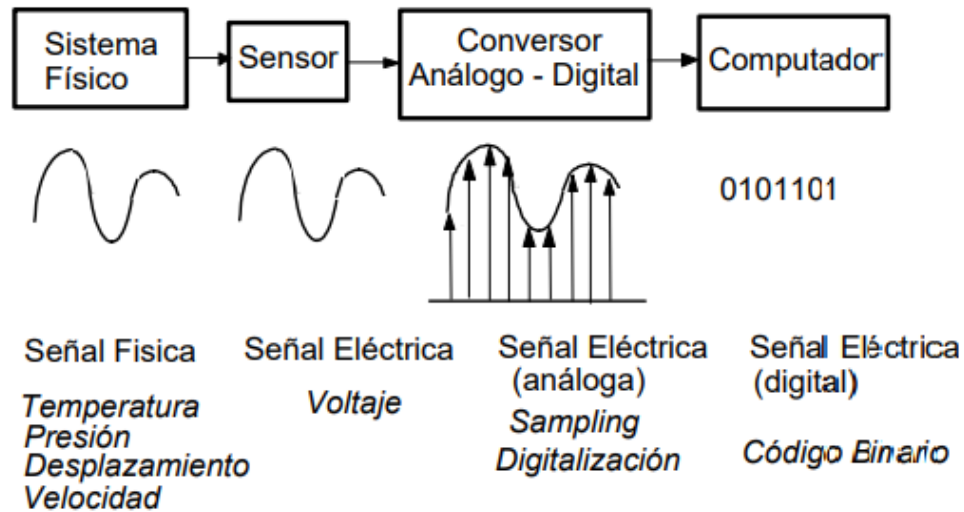 Sistema
Físico
Sensor
Conversor
Análogo - Digital
Computador
0101101
Señal Fisica
Temperatura
Presión
Desplazamiento
Velocidad
Señal Eléctrica
Voltaje
Señal Eléctrica
(análoga)
Sampling
Digitalización
Señal Eléctrica
(digital)
Código Binario